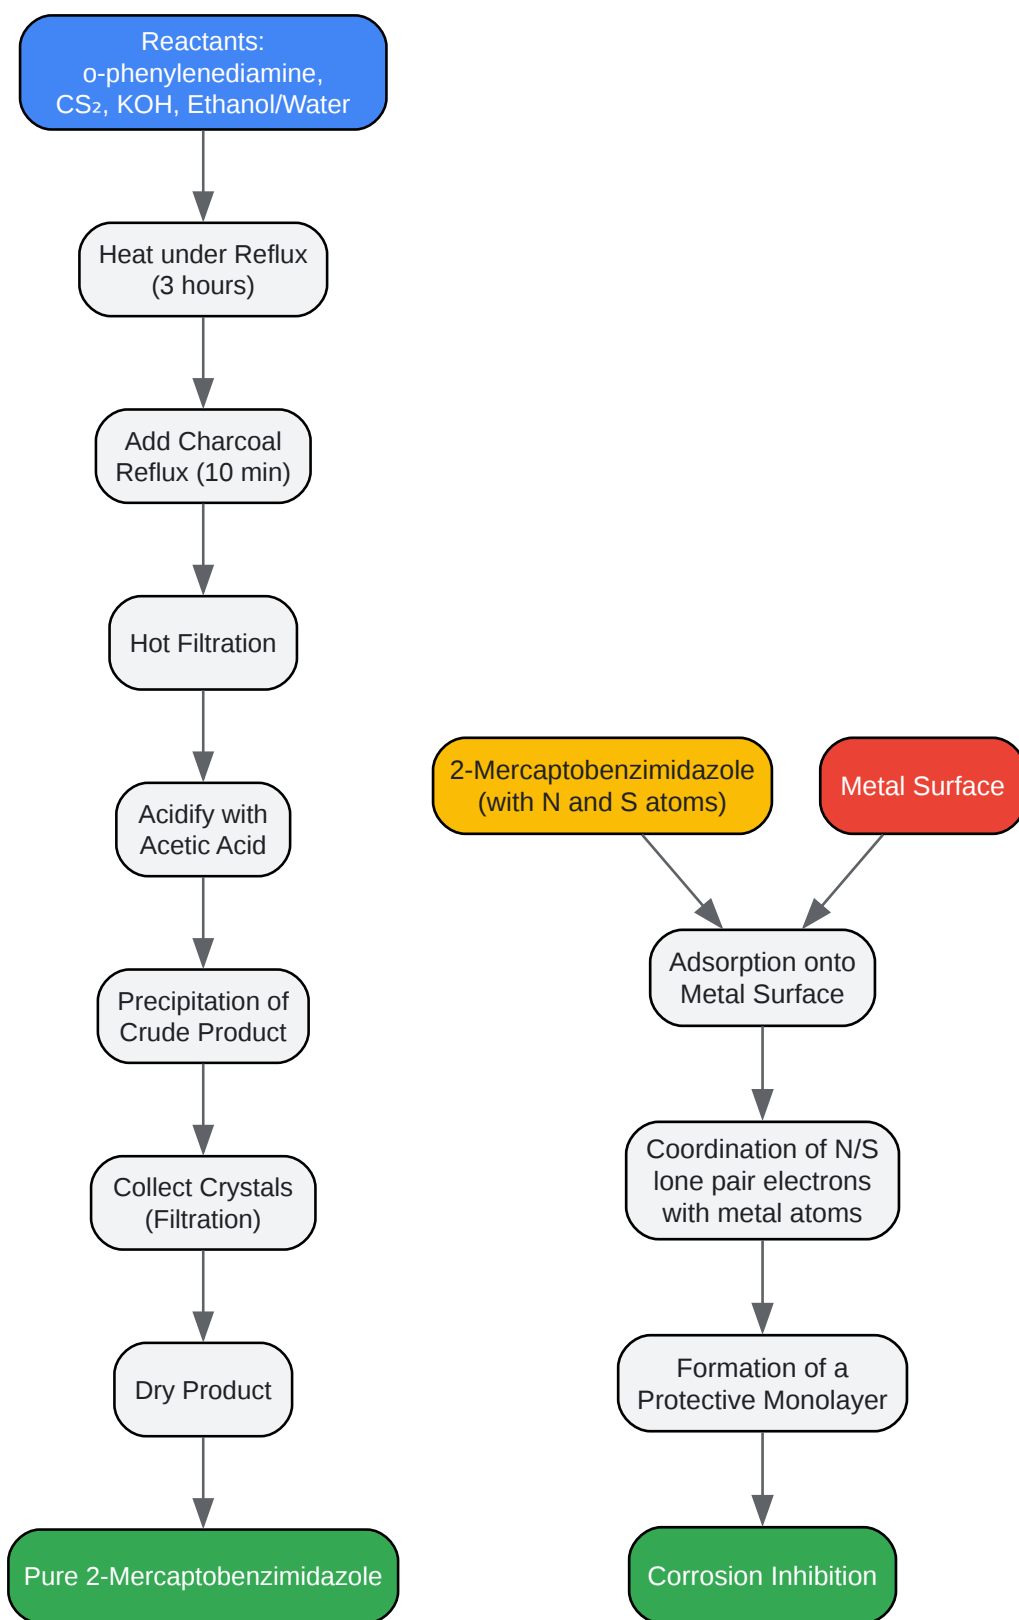 Reactants:
o-phenylenediamine,
CS₂, KOH, Ethanol/Water
Heat under Reflux
(3 hours)
Add Charcoal
Reflux (10 min)
Hot Filtration
Acidify with
Acetic Acid
Precipitation of
Crude Product
Collect Crystals
(Filtration)
Dry Product
Pure 2-Mercaptobenzimidazole
2-Mercaptobenzimidazole
(with N and S atoms)
Metal Surface
Adsorption onto
Metal Surface
Coordination of N/S
lone pair electrons
with metal atoms
Formation of a
Protective Monolayer
Corrosion Inhibition